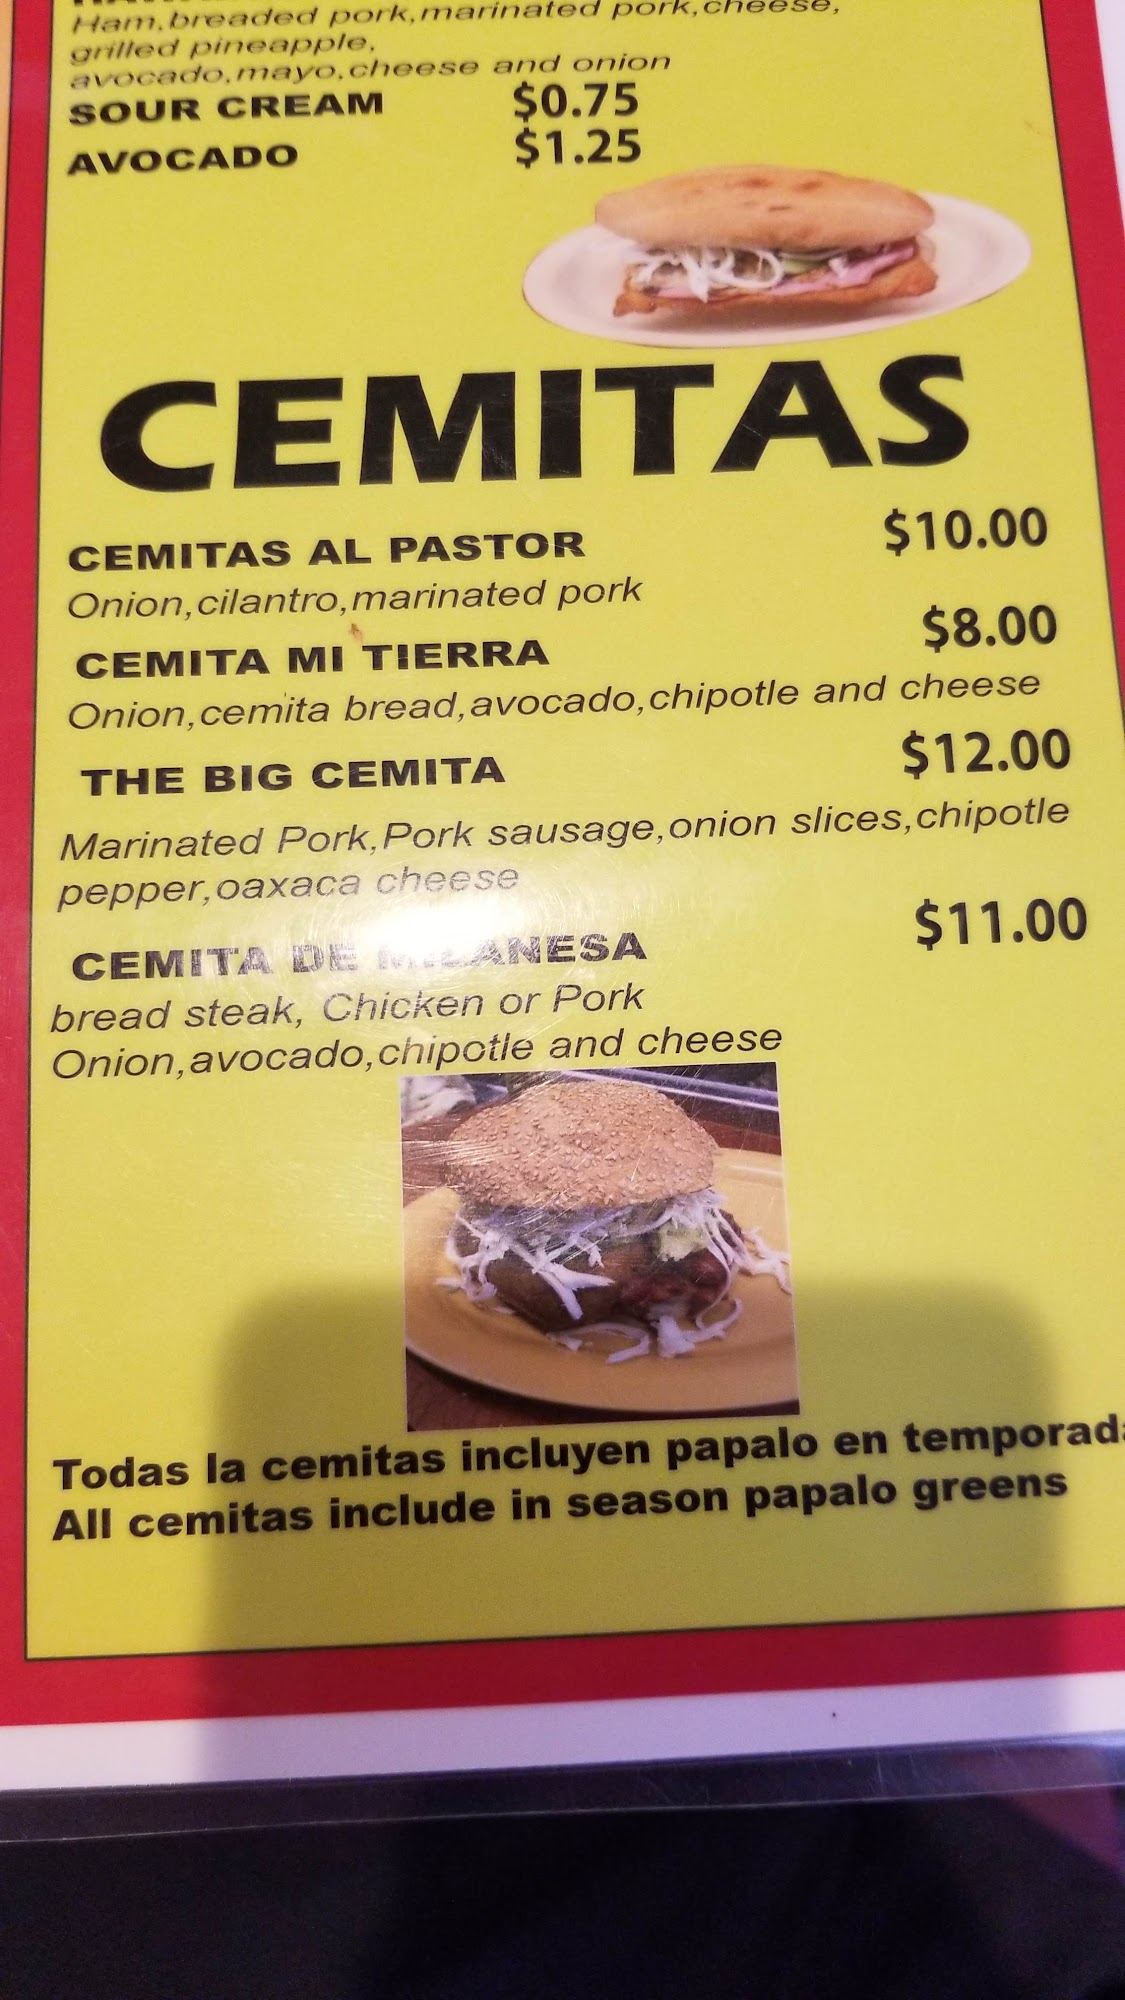 Ham,breaded pork,marinated pork,cheese,
grilled pineapple,
avocado,mayo,cheese and onion
SOUR CREAM $0.75
AVOCADO $1.25
CEMITAS
CEMITAS AL PASTOR $10.00
Onion,cilantro,marinated pork
CEMITA MI TIERRA $8.00
Onion,cemita bread,avocado,chipotle and cheese
THE BIG CEMITA $12.00
Marinated Pork,Pork sausage,onion slices,chipotle
pepper,oaxaca cheese
CEMITA DE MILANESA $11.00
bread steak, Chicken or Pork
Onion,avocado,chipotle and cheese
Todas la cemitas incluyen papalo en temporada
All cemitas include in season papalo greens